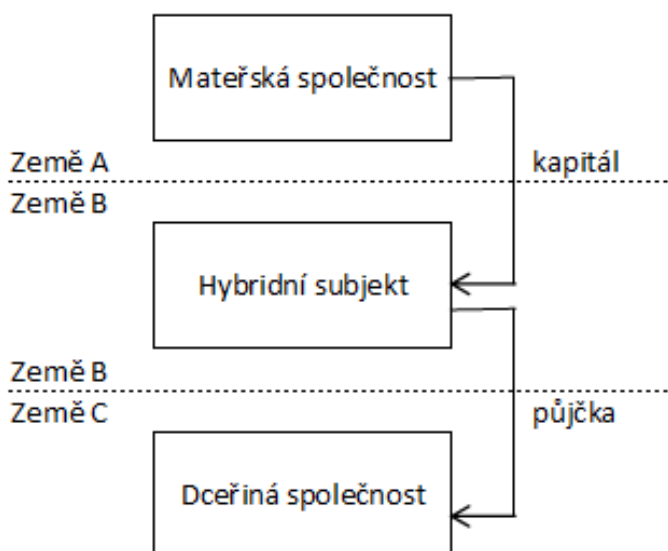 Mateřská společnost
Země A
kapitál
Země B
Hybridní subjekt
Země B
Země C
půjčka
Dceřiná společnost